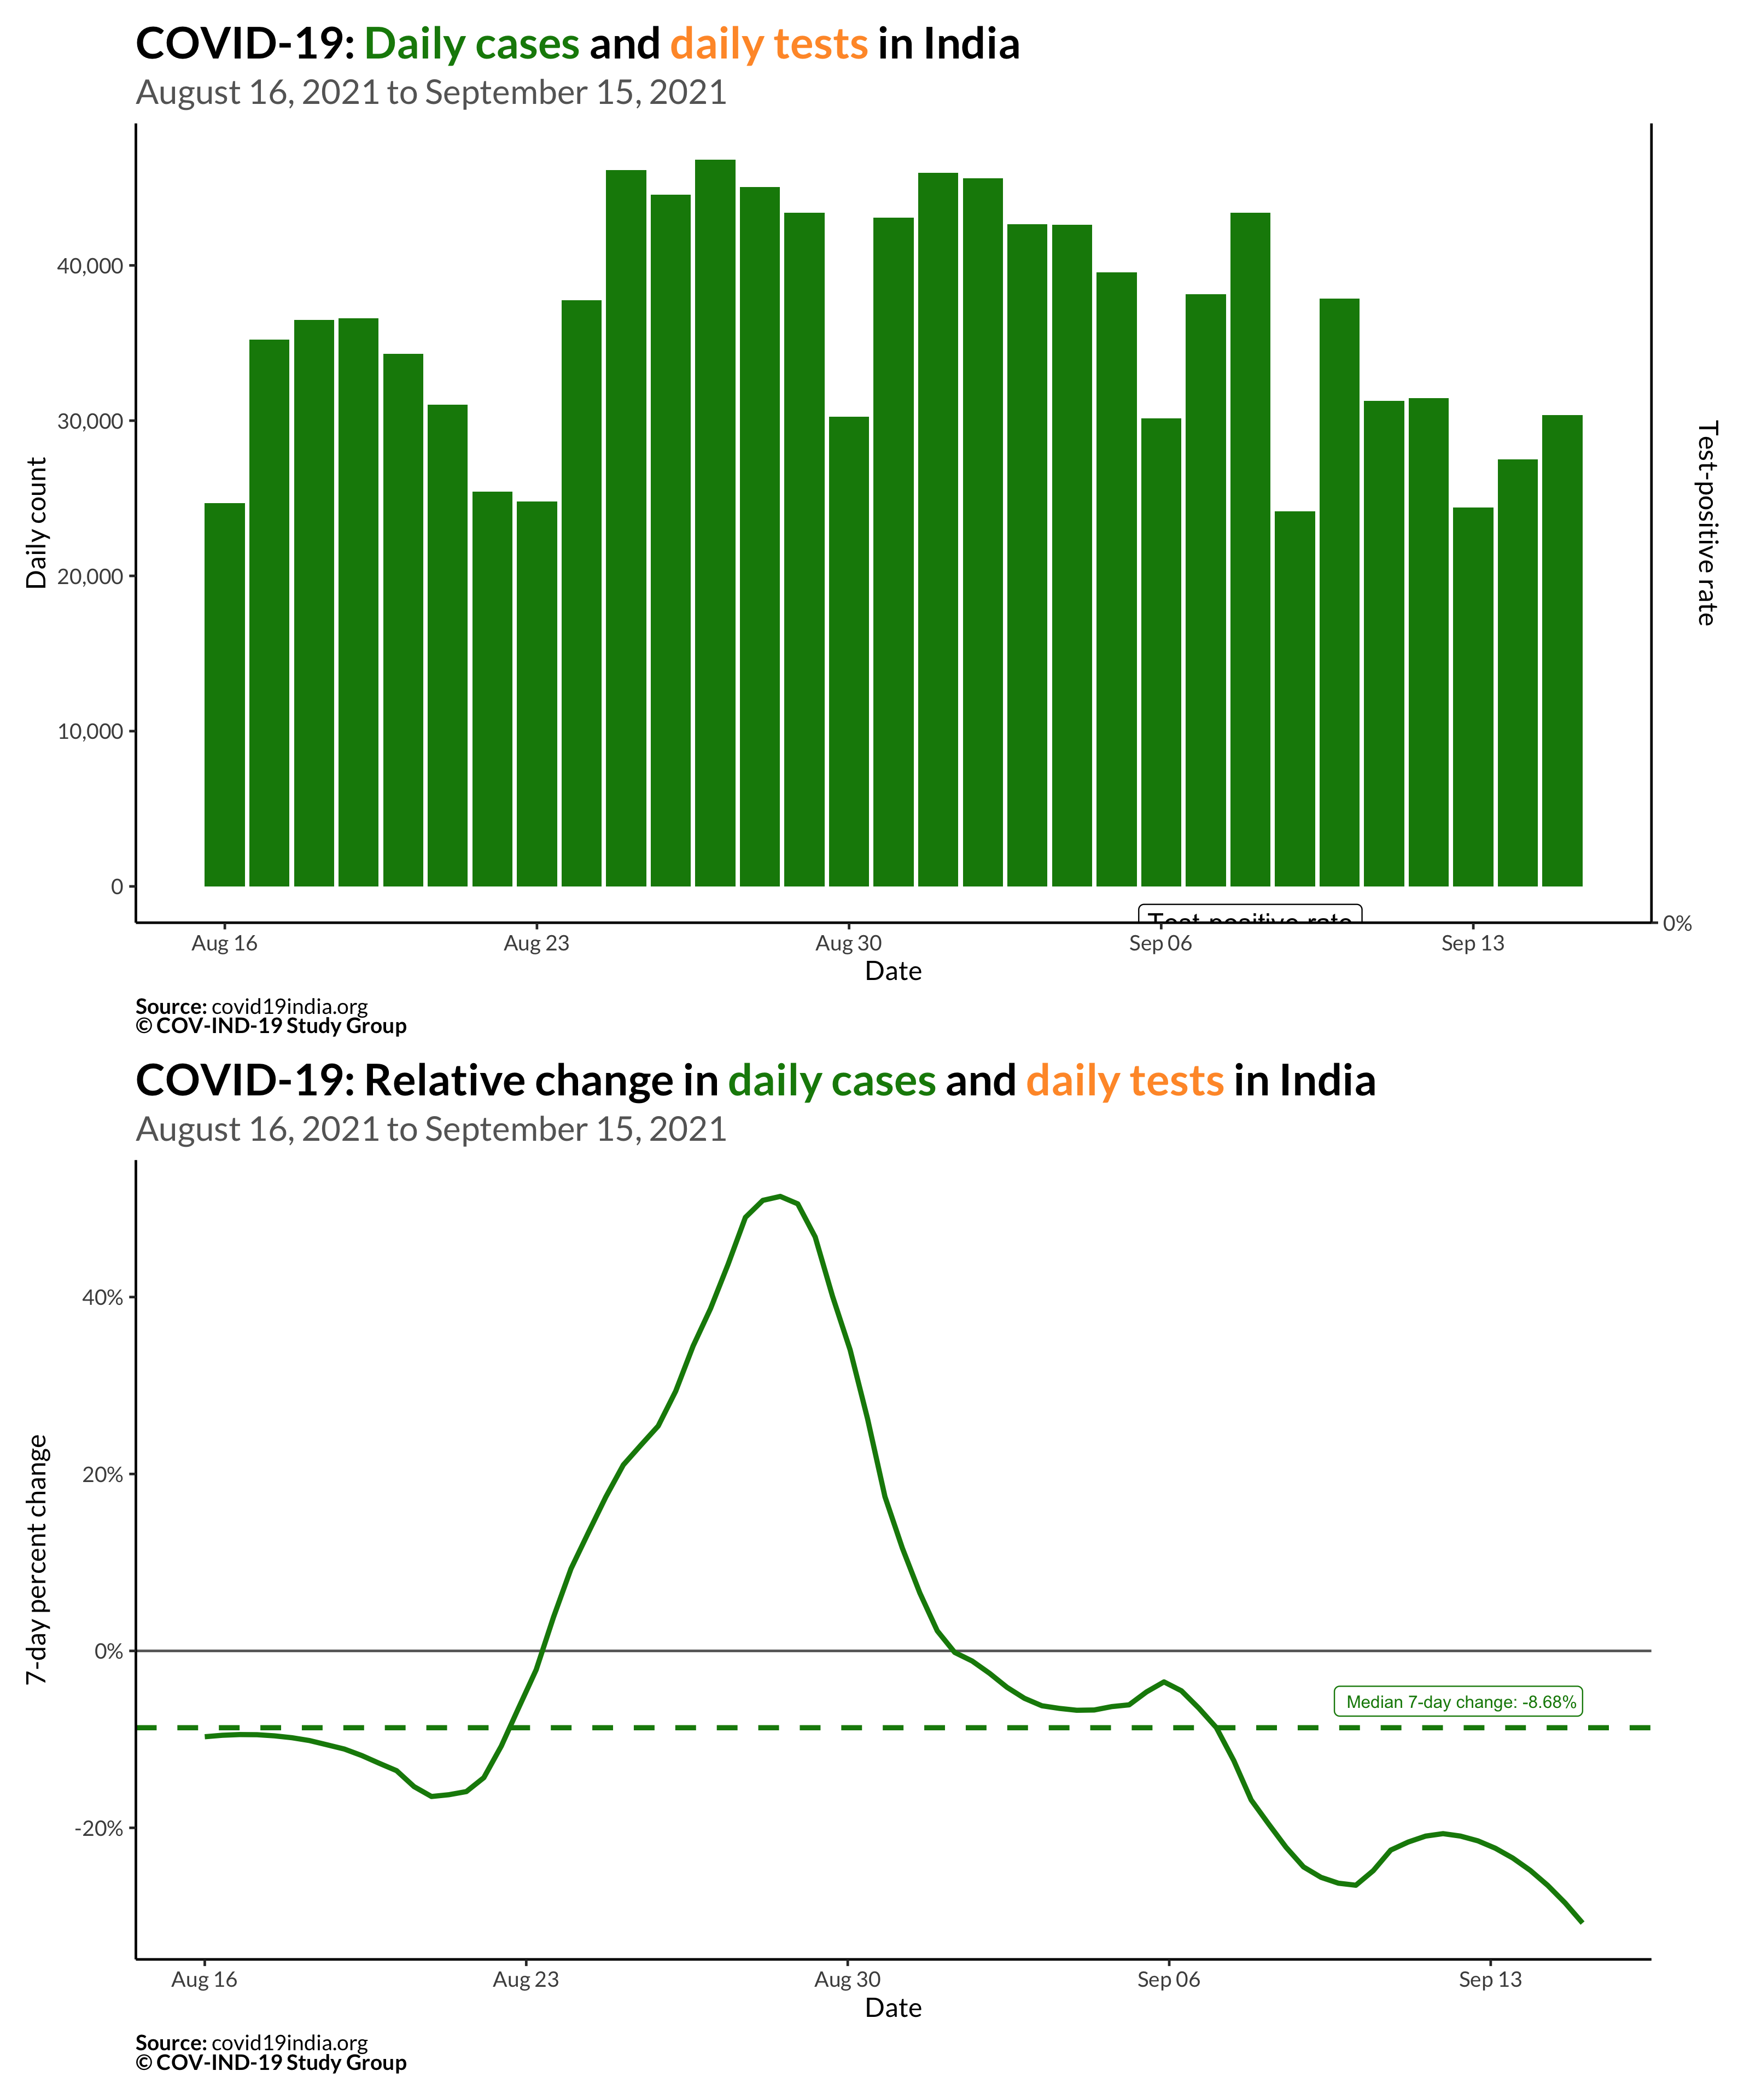 COVID-19: Daily cases and daily tests in India
August 16, 2021 to September 15, 2021
Daily count
40,000
30,000
20,000
10,000
0
Test-positive rate
Test-positive rate
0%
Aug 16
Aug 23
Aug 30
Sep 06
Sep 13
Date
Source: covid19india.org
© COV-IND-19 Study Group
COVID-19: Relative change in daily cases and daily tests in India
August 16, 2021 to September 15, 2021
7-day percent change
40%
20%
0%
-20%
Median 7-day change: -8.68%
Aug 16
Aug 23
Aug 30
Sep 06
Sep 13
Date
Source: covid19india.org
© COV-IND-19 Study Group